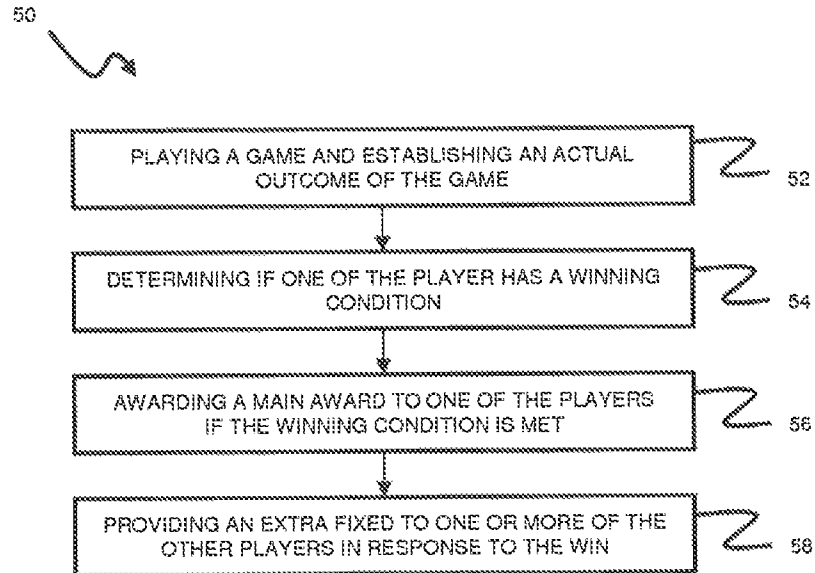 50
PLAYING A GAME AND ESTABLISHING AN ACTUAL
OUTCOME OF THE GAME
52
DETERMINING IF ONE OF THE PLAYER HAS A WINNING
CONDITION
54
AWARDING A MAIN AWARD TO ONE OF THE PLAYERS
IF THE WINNING CONDITION IS MET
56
PROVIDING AN EXTRA FIXED TO ONE OR MORE OF THE
OTHER PLAYERS IN RESPONSE TO THE WIN
58